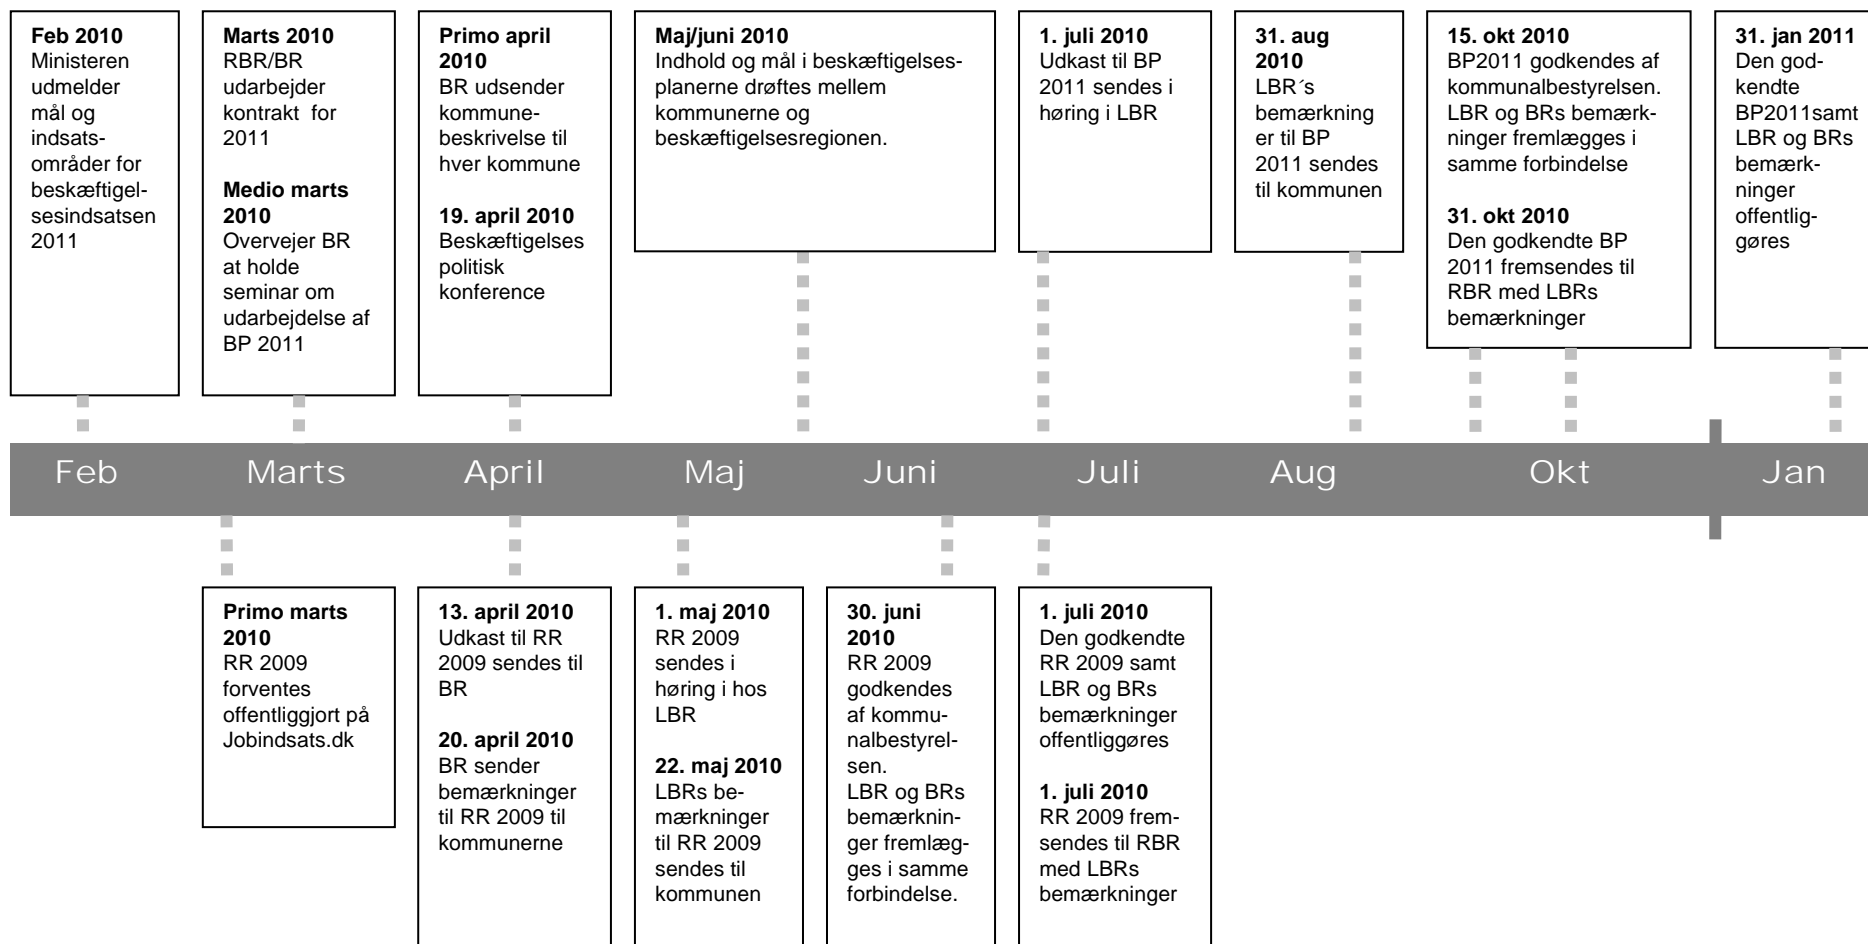 Feb 2010
Ministeren
udmelder
mål og
indsats-
områder for
beskæftigel-
sesindsatsen
2011
Marts 2010
RBR/BR
udarbejder
kontrakt for
2011
Medio marts
2010
Overvejer BR
at holde
seminar om
udarbejdelse af
BP 2011
Primo april
2010
BR udsender
kommune-
beskrivelse til
hver kommune
19. april 2010
Beskæftigelses
politisk
konference
Maj/juni 2010
Indhold og mål i beskæftigelses-
planerne drøftes mellem
kommunerne og
beskæftigelsesregionen.
1. juli 2010
Udkast til BP
2011 sendes i
høring i LBR
31. aug
2010
LBR´s
bemærkning
er til BP
2011 sendes
til kommunen
15. okt 2010
BP2011 godkendes af
kommunalbestyrelsen.
LBR og BRs bemærk-
ninger fremlægges i
samme forbindelse
31. okt 2010
Den godkendte BP
2011 fremsendes til
RBR med LBRs
bemærkninger
31. jan 2011
Den god-
kendte
BP2011samt
LBR og BRs
bemærk-
ninger
offentlig-
gøres
Feb Marts April Maj Juni Juli Aug Okt Jan
Primo marts
2010
RR 2009
forventes
offentliggjort på
Jobindsats.dk
13. april 2010
Udkast til RR
2009 sendes til
BR
20. april 2010
BR sender
bemærkninger
til RR 2009 til
kommunerne
1. maj 2010
RR 2009
sendes i
høring i hos
LBR
22. maj 2010
LBRs be-
mærkninger
til RR 2009
sendes til
kommunen
30. juni
2010
RR 2009
godkendes
af kommu-
nalbestyrel-
sen.
LBR og BRs
bemærknin-
ger fremlæg-
ges i samme
forbindelse.
1. juli 2010
Den godkendte
RR 2009 samt
LBR og BRs
bemærkninger
offentliggøres
1. juli 2010
RR 2009 frem-
sendes til RBR
med LBRs
bemærkninger